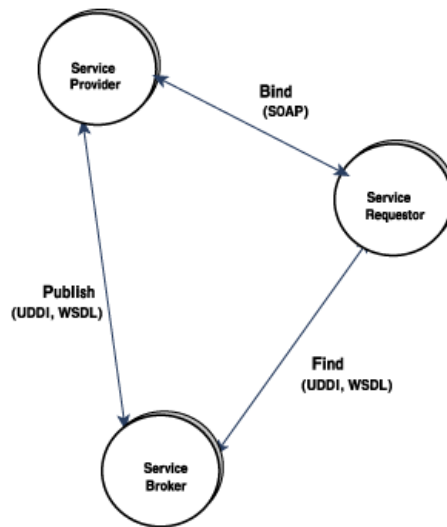 Service
Provider
Bind
(SOAP)
Service
Requestor
Publish
(UDDI, WSDL)
Find
(UDDI, WSDL)
Service
Broker